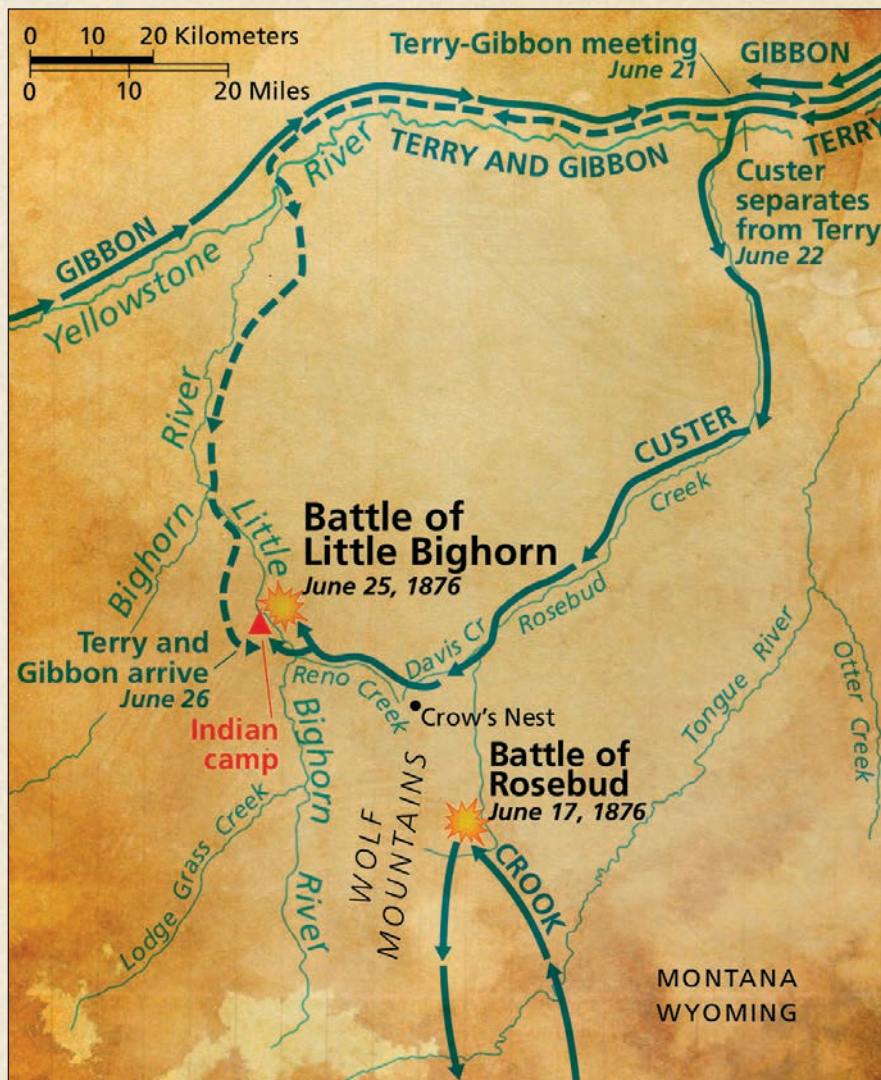 0 10 20 Kilometers
0 10 20 Miles
Terry-Gibbon meeting
June 21
GIBBON
TERRY
River
TERRY AND GIBBON
Custer
separates
from Terry
June 22
GIBBON
Yellowstone
River
CUSTER
Creek
Little
Battle of
Little Bighorn
June 25, 1876
Bighorn
Rosebud
Davis Cr
Terry and
Gibbon arrive
June 26
Reno Creek
Tongue River
Otter Creek
Crow's Nest
Indian
camp
Bighorn
Battle of
Rosebud
June 17, 1876
WOLF
MOUNTAINS
Lodge Grass Creek
CROOK
River
MONTANA
WYOMING